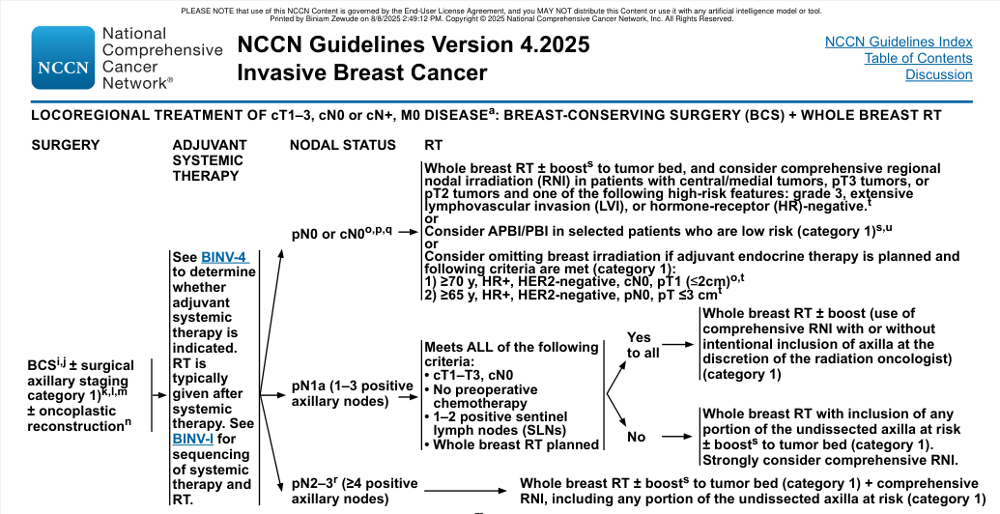 PLEASE NOTE that use of this NCCN Content is governed by the End-User License Agreement, and you MAY NOT distribute this Content or use it with any artificial intelligence model or tool.
Printed by Biniam Zewude on 8/8/2025 2:49:12 PM. Copyright © 2025 National Comprehensive Cancer Network, Inc. All Rights Reserved.
NCCN
National
Comprehensive
Cancer
Network®
NCCN Guidelines Version 4.2025
Invasive Breast Cancer
NCCN Guidelines Index
Table of Contents
Discussion
LOCOREGIONAL TREATMENT OF cT1–3, cN0 or cN+, M0 DISEASEa: BREAST-CONSERVING SURGERY (BCS) + WHOLE BREAST RT
SURGERY
ADJUVANT
SYSTEMIC
THERAPY
NODAL STATUS
RT
BCSi,j ± surgical
axillary staging
category 1)k,l,m
± oncoplastic
reconstructionn
See BINV-4
to determine
whether
adjuvant
systemic
therapy is
indicated.
RT is
typically
given after
systemic
therapy. See
BINV-I for
sequencing
of systemic
therapy and
RT.
pN0 or cN0o,p,q
Whole breast RT ± boosts to tumor bed, and consider comprehensive regional
nodal irradiation (RNI) in patients with central/medial tumors, pT3 tumors, or
pT2 tumors and one of the following high-risk features: grade 3, extensive
lymphovascular invasion (LVI), or hormone-receptor (HR)-negative.t
or
Consider APBI/PBI in selected patients who are low risk (category 1)s,u
or
Consider omitting breast irradiation if adjuvant endocrine therapy is planned and
following criteria are met (category 1):
1) ≥70 y, HR+, HER2-negative, cN0, pT1 (≤2cm)o,t
2) ≥65 y, HR+, HER2-negative, pN0, pT ≤3 cmt
pN1a (1–3 positive
axillary nodes)
Meets ALL of the following
criteria:
• cT1–T3, cN0
• No preoperative
chemotherapy
• 1–2 positive sentinel
lymph nodes (SLNs)
• Whole breast RT planned
Yes
to all
Whole breast RT ± boost (use of
comprehensive RNI with or without
intentional inclusion of axilla at the
discretion of the radiation oncologist)
(category 1)
No
Whole breast RT with inclusion of any
portion of the undissected axilla at risk
± boosts to tumor bed (category 1).
Strongly consider comprehensive RNI.
pN2–3r (≥4 positive
axillary nodes)
Whole breast RT ± boosts to tumor bed (category 1) + comprehensive
RNI, including any portion of the undissected axilla at risk (category 1)